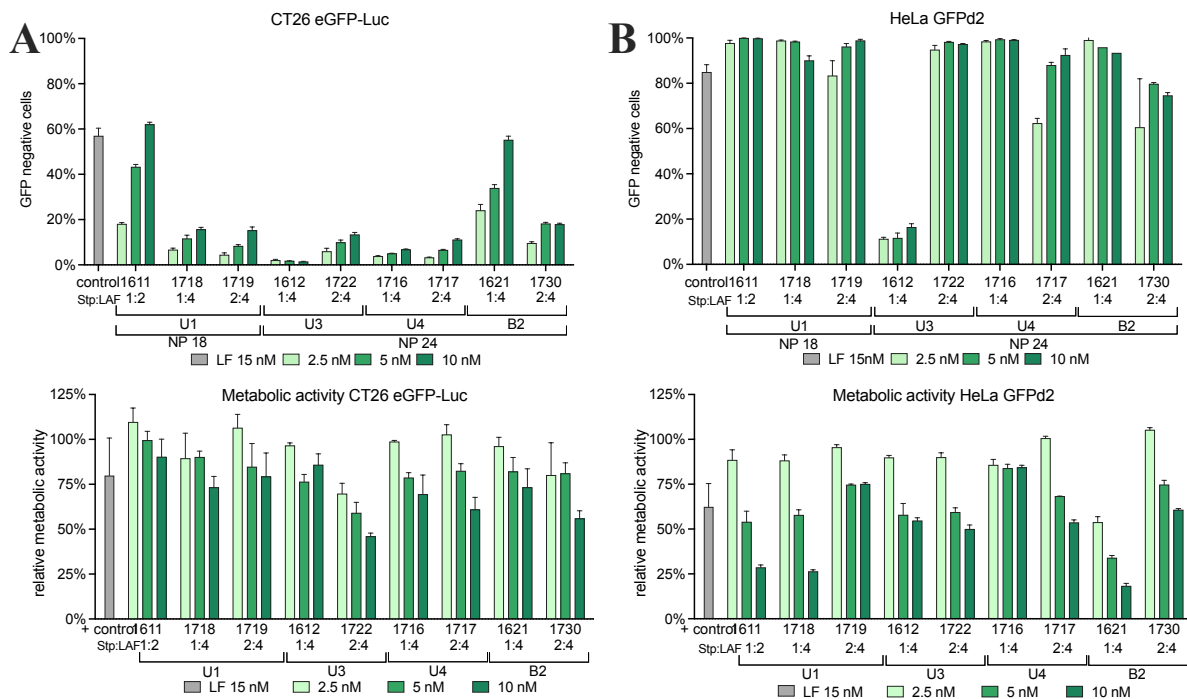 A
CT26 eGFP-Luc
100%
80%
60%
40%
20%
0%
GFP negative cells
control 1611 1718 1719 1612 1722 1716 1717 1621 1730
Stp:LAF 1:2 1:4 2:4 1:4 2:4 1:4 2:4 1:4 2:4
U1 U3 U4 B2
NP 18 NP 24
LF 15 nM 2.5 nM 5 nM 10 nM
B
HeLa GFPd2
100%
80%
60%
40%
20%
0%
GFP negative cells
control 1611 1718 1719 1612 1722 1716 1717 1621 1730
Stp:LAF 1:2 1:4 2:4 1:4 2:4 1:4 2:4 1:4 2:4
U1 U3 U4 B2
NP 18 NP 24
LF 15nM 2.5 nM 5 nM 10 nM
Metabolic activity CT26 eGFP-Luc
125%
100%
75%
50%
25%
0%
relative metabolic activity
+ control 1611 1718 1719 1612 1722 1716 1717 1621 1730
Stp:LAF 1:2 1:4 2:4 1:4 2:4 1:4 2:4 1:4 2:4
U1 U3 U4 B2
LF 15 nM 2.5 nM 5 nM 10 nM
Metabolic activity HeLa GFPd2
125%
100%
75%
50%
25%
0%
relative metabolic activity
+ control 1611 1718 1719 1612 1722 1716 1717 1621 1730
Stp:LAF 1:2 1:4 2:4 1:4 2:4 1:4 2:4 1:4 2:4
U1 U3 U4 B2
LF 15 nM 2.5 nM 5 nM 10 nM